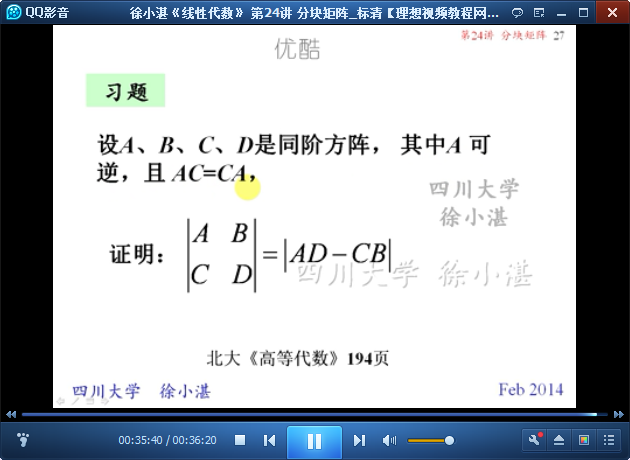 QQ影音
徐小湛《线性代数》 第24讲 分块矩阵_标清【理想视频教程网...
优酷
第24讲 分块矩阵 27
习题
设A、B、C、D是同阶方阵， 其中A 可
逆，且 AC=CA，
四川大学
徐小湛
证明：
A B
C D
= |AD－CB|
四川大学 徐小湛
北大《高等代数》194页
四川大学 徐小湛
Feb 2014
00:35:40 / 00:36:20